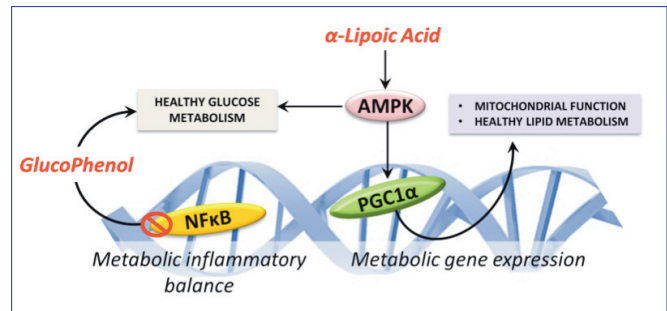 α-Lipoic Acid
HEALTHY GLUCOSE
METABOLISM
AMPK
• MITOCHONDRIAL FUNCTION
• HEALTHY LIPID METABOLISM
GlucoPhenol
NFκB
PGC1α
Metabolic inflammatory
balance
Metabolic gene expression